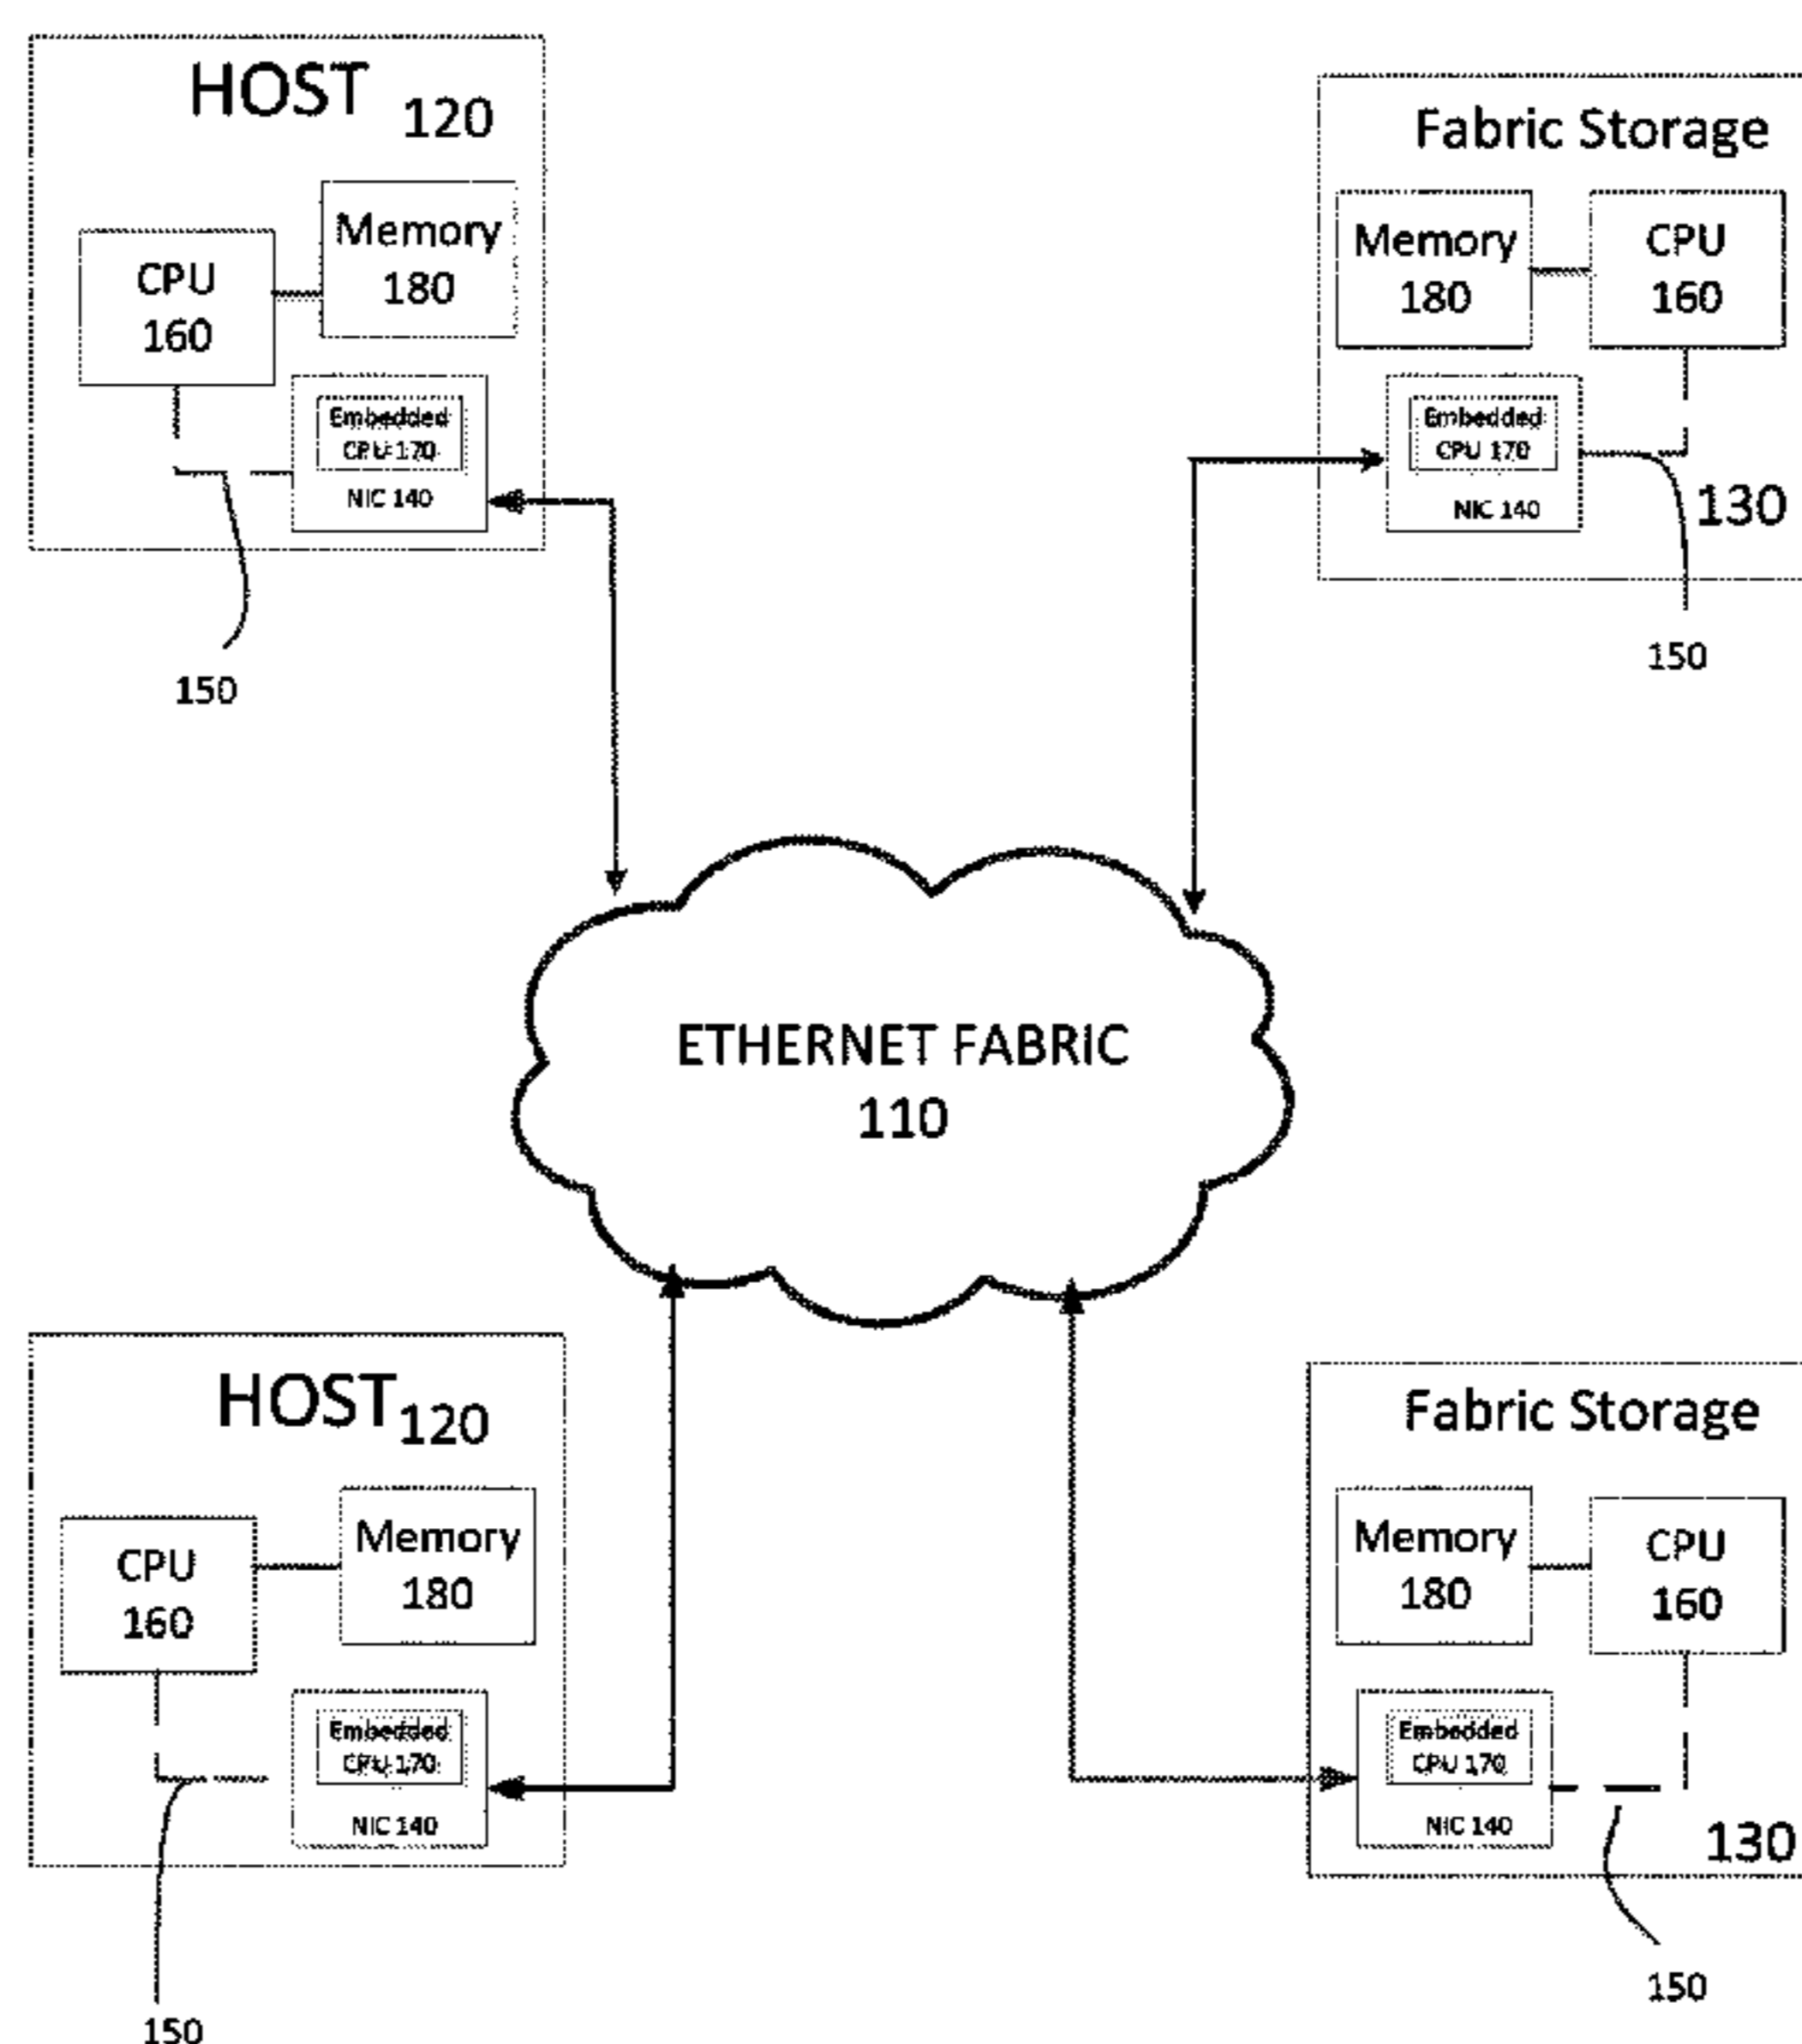 HOST 120
Memory
180
CPU
160
Embedded
CPU 170
NIC 140
150
Fabric Storage
Memory
180
CPU
160
Embedded
CPU 170
NIC 140
130
150
ETHERNET FABRIC
110
HOST 120
Memory
180
CPU
160
Embedded
CPU 170
NIC 140
150
Fabric Storage
Memory
180
CPU
160
Embedded
CPU 170
NIC 140
130
150